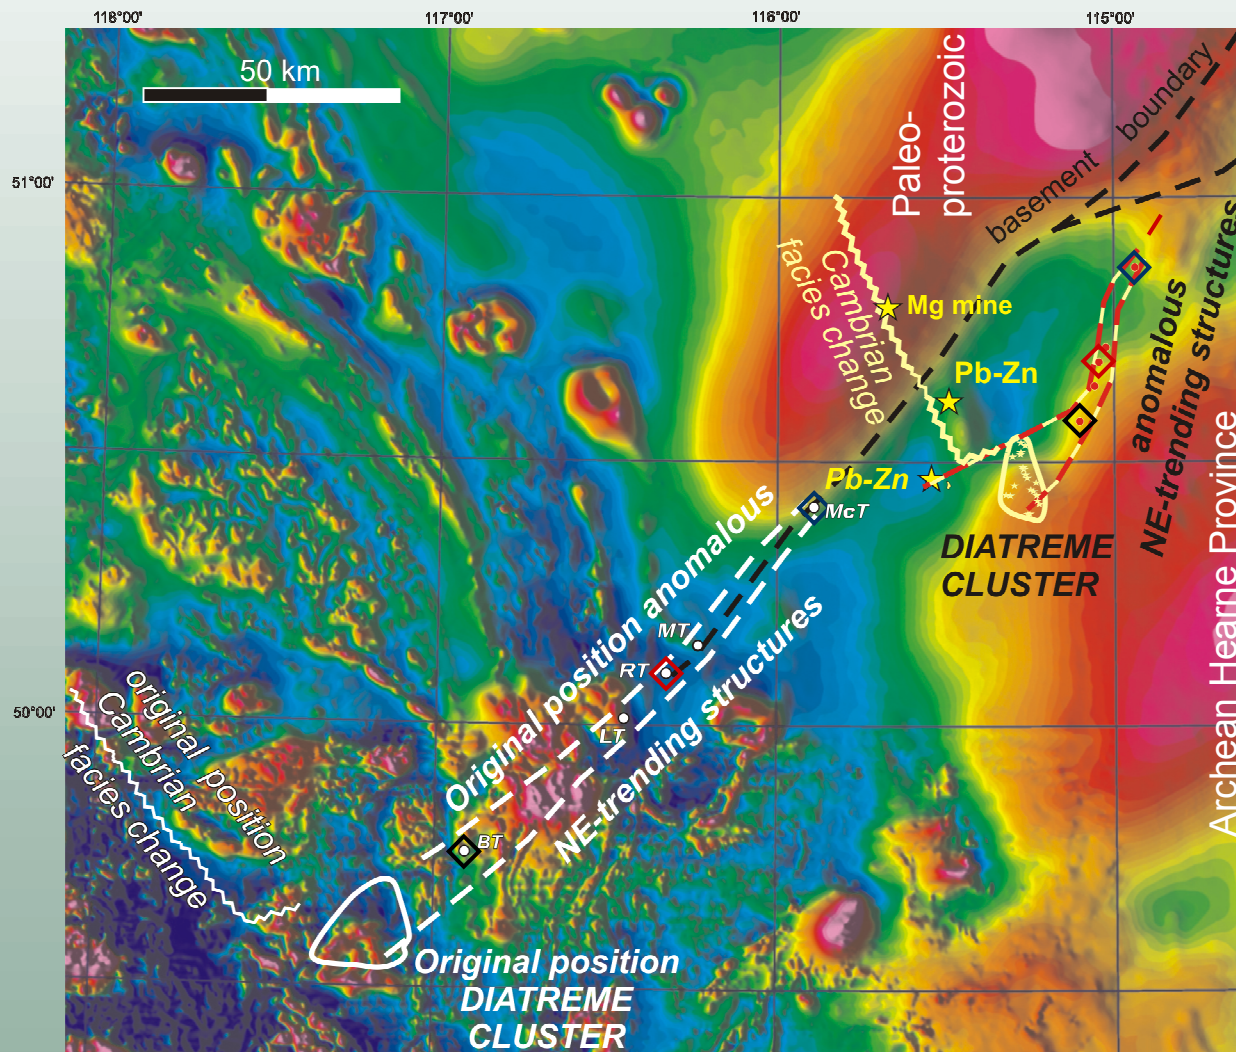 118°00'
117°00'
116°00'
115°00'
50 km
51°00'
50°00'
Paleo-
proterozoic
basement boundary
Cambrian
facies change
Mg mine
Pb-Zn
Pb-Zn
anomalous
NE-trending structures
Archean Hearne Province
DIATREME
CLUSTER
McT
MT
RT
LT
BT
Original position anomalous
NE-trending structures
original position
Cambrian
facies change
Original position
DIATREME
CLUSTER